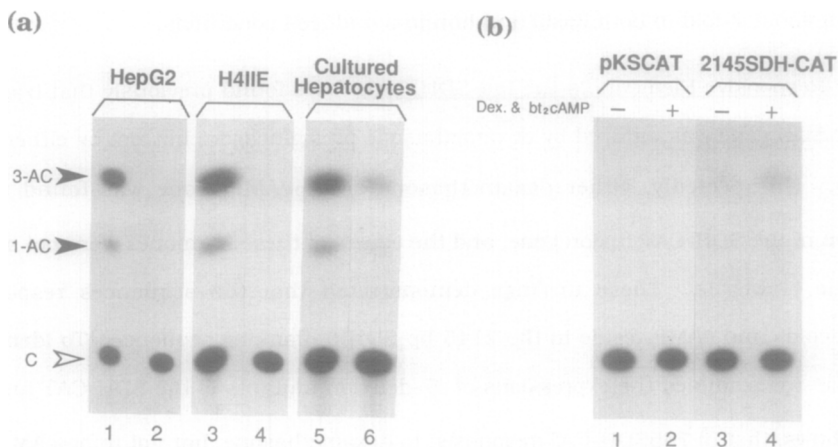 (a)
HepG2 H4IIE Cultured Hepatocytes
3-AC
1-AC
C
1 2 3 4 5 6
(b)
pKSCAT 2145SDH-CAT
Dex. & bt₂cAMP − + − +
1 2 3 4